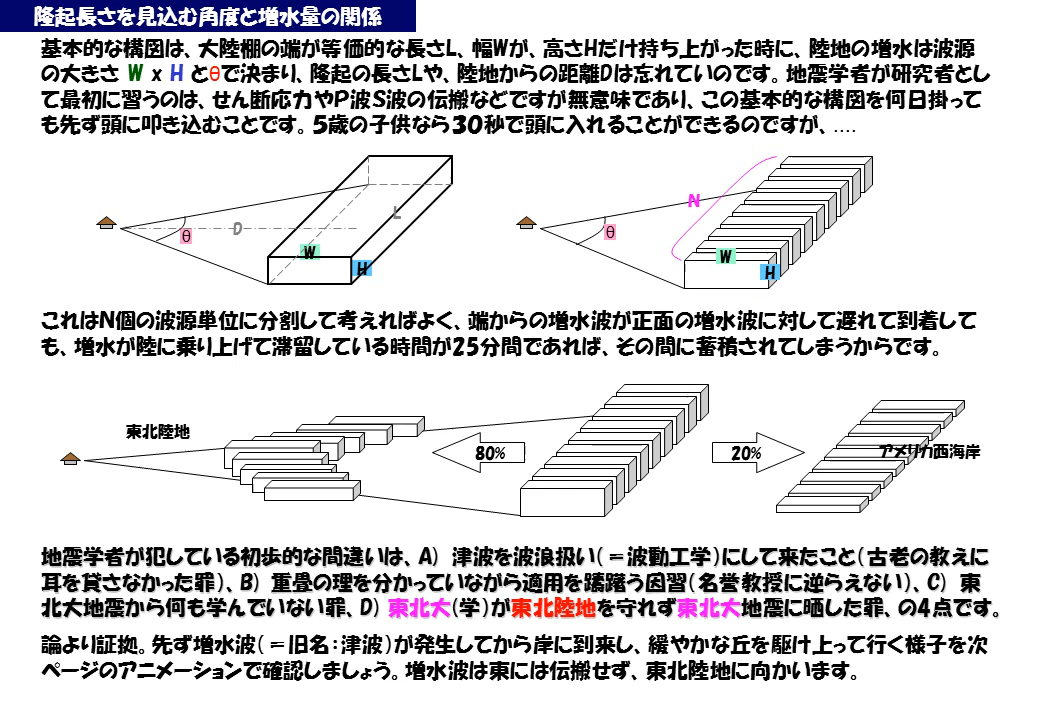 隆起長さを見込む角度と増水量の関係
基本的な構図は、大陸棚の端が等価的な長さL、幅Wが、高さHだけ持ち上がった時に、陸地の増水は波源
の大きさ W x H とθで決まり、隆起の長さLや、陸地からの距離Dは忘れていのです。地震学者が研究者とし
て最初に習うのは、せん断応力やP波S波の伝搬などですが無意味であり、この基本的な構図を何日掛って
も先ず頭に叩き込むことです。5歳の子供なら30秒で頭に入れることができるのですが、....
θ
D
L
W
H
N
θ
W
H
これはN個の波源単位に分割して考えればよく、端からの増水波が正面の増水波に対して遅れて到着して
も、増水が陸に乗り上げて滞留している時間が25分間であれば、その間に蓄積されてしまうからです。
東北陸地
80%
20%
アメリカ西海岸
地震学者が犯している初歩的な間違いは、A) 津波を波浪扱い(=波動工学)にして来たこと(古老の教えに
耳を貸さなかった罪)、B) 重畳の理を分かっていながら適用を躊躇う因習(名誉教授に逆らえない)、C) 東
北大地震から何も学んでいない罪、D) 東北大(学)が東北陸地を守れず東北大地震に晒した罪、の4点です。
論より証拠。先ず増水波(=旧名:津波)が発生してから岸に到来し、緩やかな丘を駆け上って行く様子を次
ページのアニメーションで確認しましょう。増水波は東には伝搬せず、東北陸地に向かいます。